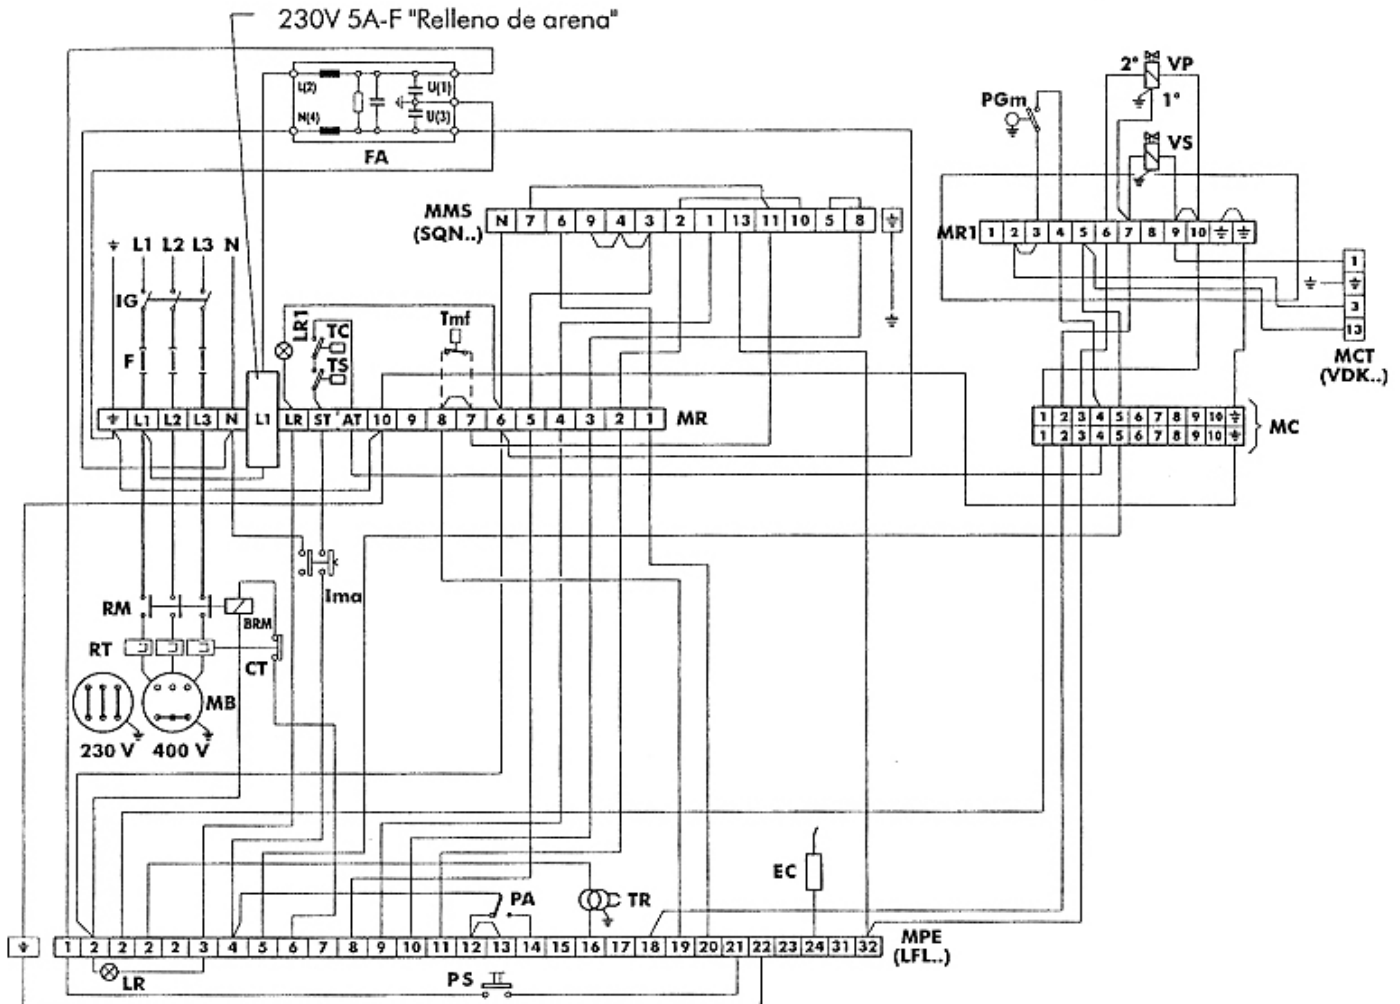 230V 5A-F "Relleno de arena"
L(2) U(1)
N(4) U(3)
FA
2° VP
1°
PGm
VS
MMS
(SQN..)
N 7 6 9 4 3 2 1 13 11 10 5 8
MR1
1 2 3 4 5 6 7 8 9 10
1
3
13
MCT
(VDK..)
L1 L2 L3 N
IG
F
LR1
TC
TS
Tmf
L1 L2 L3 N L1 LR ST AT 10 9 8 7 6 5 4 3 2 1
MR
1 2 3 4 5 6 7 8 9 10
1 2 3 4 5 6 7 8 9 10
MC
Ima
RM
BRM
RT
CT
MB
230 V 400 V
EC
PA
TR
1 2 2 2 2 3 4 5 6 7 8 9 10 11 12 13 14 15 16 17 18 19 20 21 22 23 24 31 32
MPE
(LFL..)
LR
PS